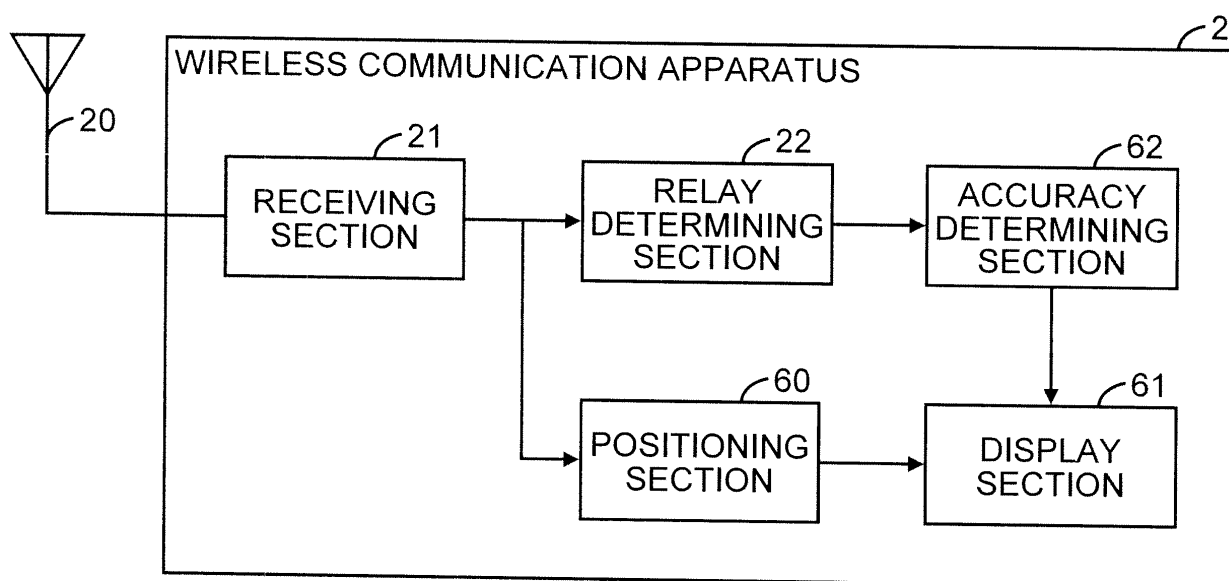 2
WIRELESS COMMUNICATION APPARATUS
20
21
22
62
RECEIVING
SECTION
RELAY
DETERMINING
SECTION
ACCURACY
DETERMINING
SECTION
60
61
POSITIONING
SECTION
DISPLAY
SECTION